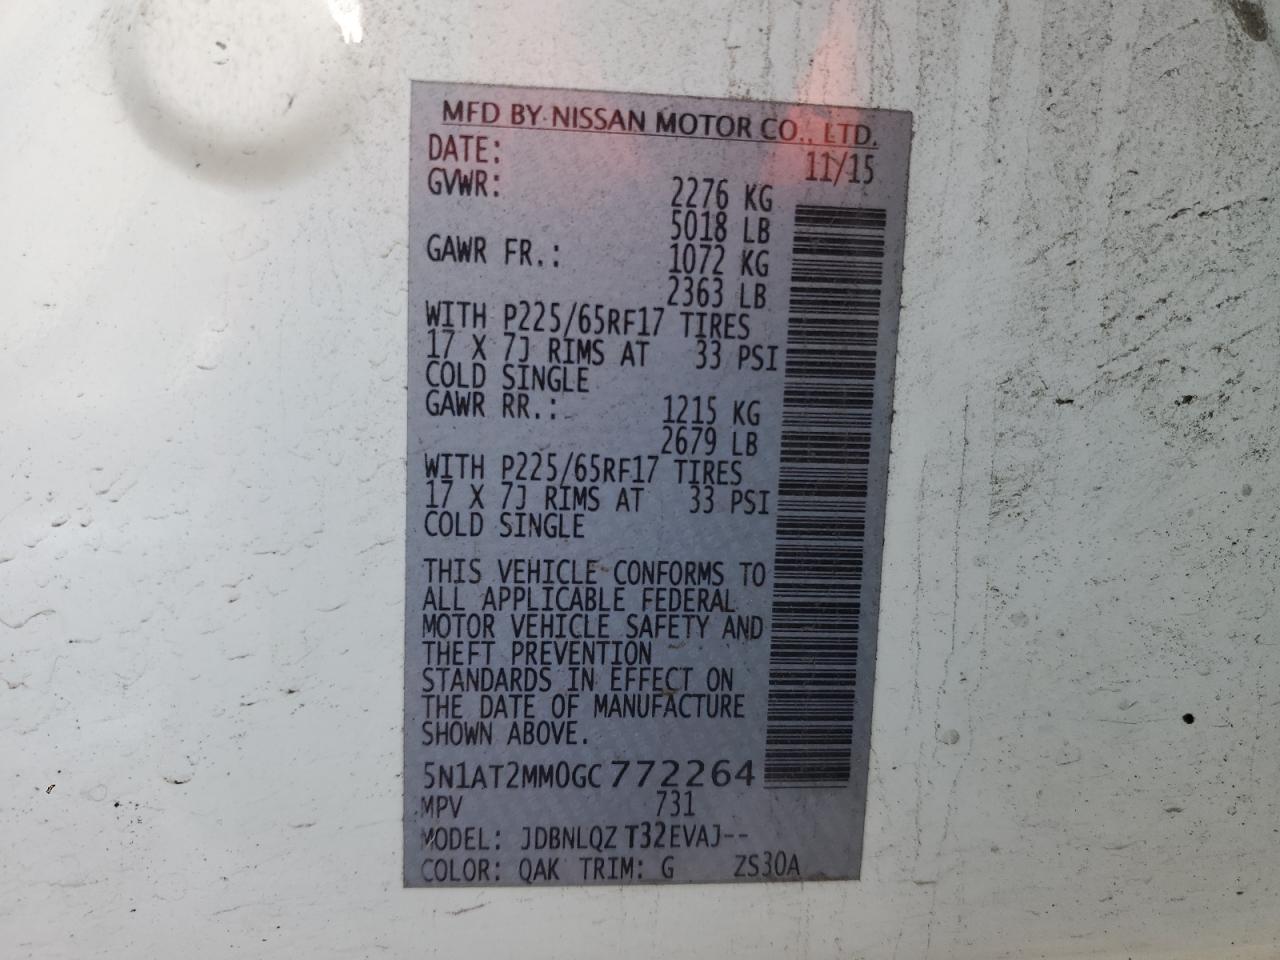 MFD BY NISSAN MOTOR CO., LTD.
DATE: 11/15
GVWR: 2276 KG
5018 LB
GAWR FR.: 1072 KG
2363 LB
WITH P225/65RF17 TIRES
17 X 7J RIMS AT 33 PSI
COLD SINGLE
GAWR RR.: 1215 KG
2679 LB
WITH P225/65RF17 TIRES
17 X 7J RIMS AT 33 PSI
COLD SINGLE
THIS VEHICLE CONFORMS TO
ALL APPLICABLE FEDERAL
MOTOR VEHICLE SAFETY AND
THEFT PREVENTION
STANDARDS IN EFFECT ON
THE DATE OF MANUFACTURE
SHOWN ABOVE.
5N1AT2MM0GC772264
MPV 731
MODEL: JDBNLQZ T32EVAJ--
COLOR: QAK TRIM: G ZS30A